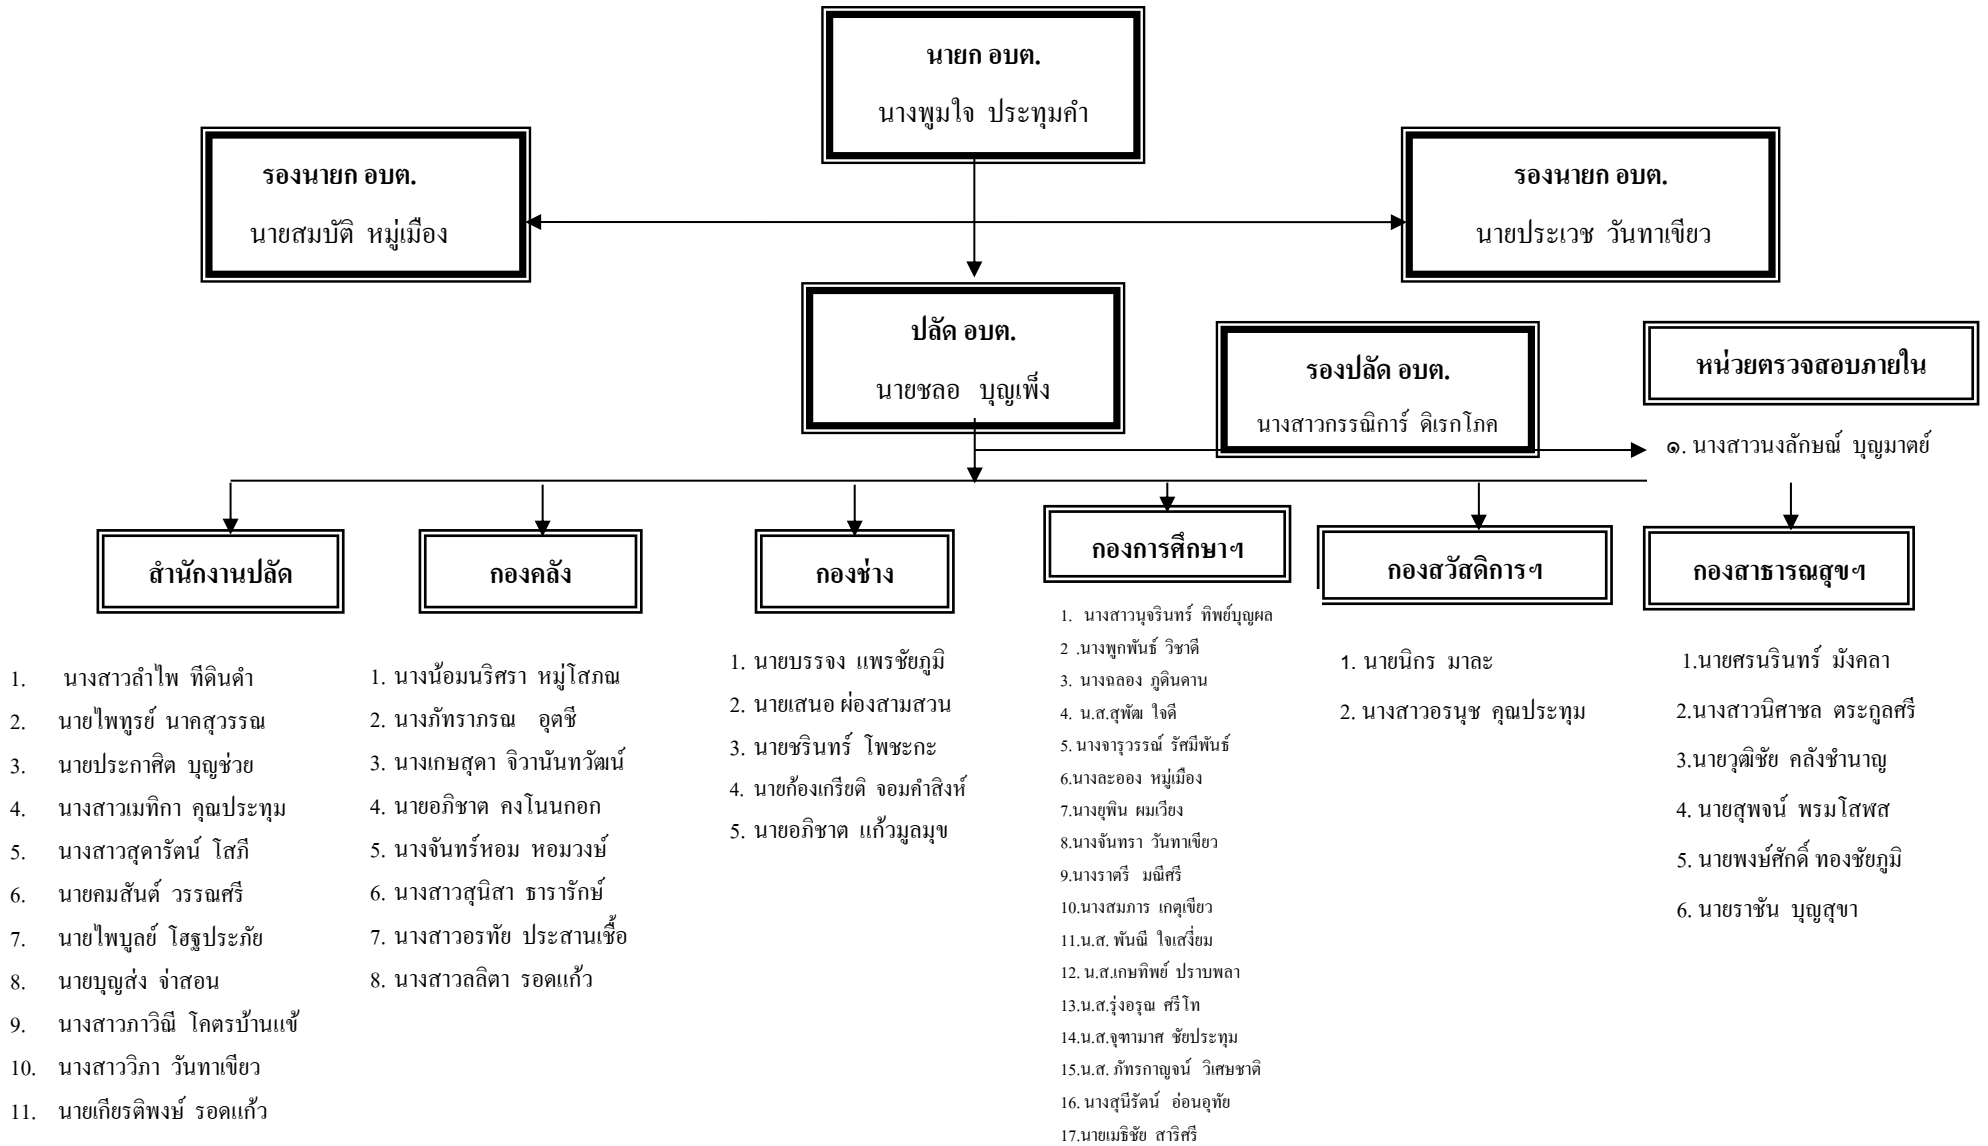 นายก อบต.
นางพูมใจ ประทุมคำ
รองนายก อบต.
นายสมบัติ หมู่เมือง
รองนายก อบต.
นายประเวช วันทาเขียว
ปลัด อบต.
นายชลอ บุญเพ็ง
รองปลัด อบต.
นางสาวกรรณิการ์ ดิเรกโภค
หน่วยตรวจสอบภายใน
๑. นางสาวนงลักษณ์ บุญมาตย์
สำนักงานปลัด
1. นางสาวลำไพ ทีดินดำ
2. นายไพทูรย์ นาคสุวรรณ
3. นายประกาศิต บุญช่วย
4. นางสาวเมทิกา คุณประทุม
5. นางสาวสุดารัตน์ โสภี
6. นายคมสันต์ วรรณศรี
7. นายไพบูลย์ โฮฐประภัย
8. นายบุญส่ง จ่าสอน
9. นางสาวภาวิณี โคตรบ้านแข้
10. นางสาววิภา วันทาเขียว
11. นายเกียรติพงษ์ รอดแก้ว
กองคลัง
1. นางน้อมนริศรา หมู่โสภณ
2. นางภัทราภรณ อุตชี
3. นางเกษสุดา จิวานันทวัฒน์
4. นายอภิชาต คงโนนกอก
5. นางจันทร์หอม หอมวงษ์
6. นางสาวสุนิสา ธารารักษ์
7. นางสาวอรทัย ประสานเชื้อ
8. นางสาวลลิตา รอดแก้ว
กองช่าง
1. นายบรรจง แพรชัยภูมิ
2. นายเสนอ ผ่องสามสวน
3. นายชรินทร์ โพชะกะ
4. นายก้องเกรียติ จอมคำสิงห์
5. นายอภิชาต แก้วมูลมุข
กองการศึกษาฯ
1. นางสาวนุจรินทร์ ทิพย์บุญผล
2 .นางพูกพันธ์ วิชาดี
3. นางฉลอง ภูดินดาน
4. น.ส.สุพัฒ ใจดี
5. นางจารุวรรณ์ รัศมีพันธ์
6.นางละออง หมู่เมือง
7.นางยุพิน ผมเวียง
8.นางจันทรา วันทาเขียว
9.นางราตรี มณีศรี
10.นางสมภาร เกตุเขียว
11.น.ส. พันณี ใจเสงี่ยม
12. น.ส.เกษทิพย์ ปราบพลา
13.น.ส.รุ่งอรุณ ศรีโท
14.น.ส.จุฑามาศ ชัยประทุม
15.น.ส. ภัทรกาญจน์ วิเศษชาติ
16. นางสุนีรัตน์ อ่อนอุทัย
17.นายเมธิชัย สาริศรี
กองสวัสดิการฯ
1. นายนิกร มาละ
2. นางสาวอรนุช คุณประทุม
กองสาธารณสุขฯ
1.นายศรนรินทร์ มังคลา
2.นางสาวนิศาชล ตระกูลศรี
3.นายวุฒิชัย คลังชำนาญ
4. นายสุพจน์ พรมโสฬส
5. นายพงษ์ศักดิ์ ทองชัยภูมิ
6. นายราชัน บุญสุขา